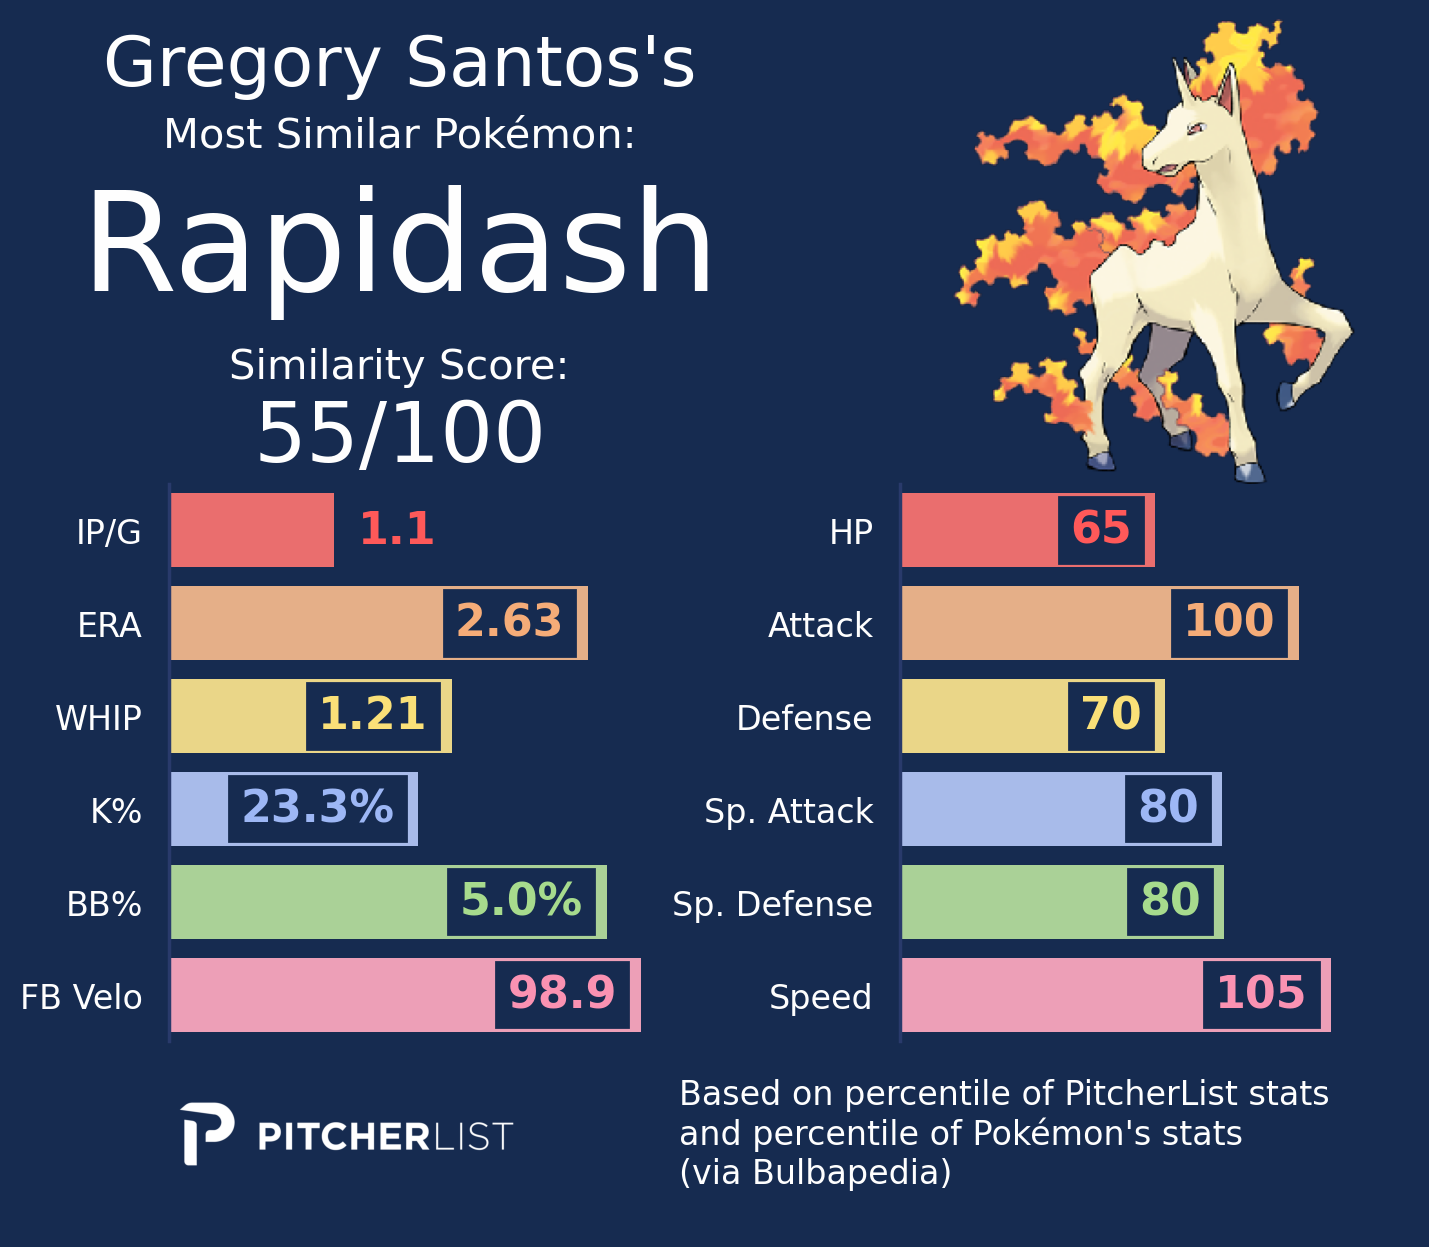 Gregory Santos's
Most Similar Pokémon:
Rapidash
Similarity Score:
55/100
IP/G 1.1
ERA 2.63
WHIP 1.21
K% 23.3%
BB% 5.0%
FB Velo 98.9
HP 65
Attack 100
Defense 70
Sp. Attack 80
Sp. Defense 80
Speed 105
PITCHERLIST
Based on percentile of PitcherList stats
and percentile of Pokémon's stats
(via Bulbapedia)